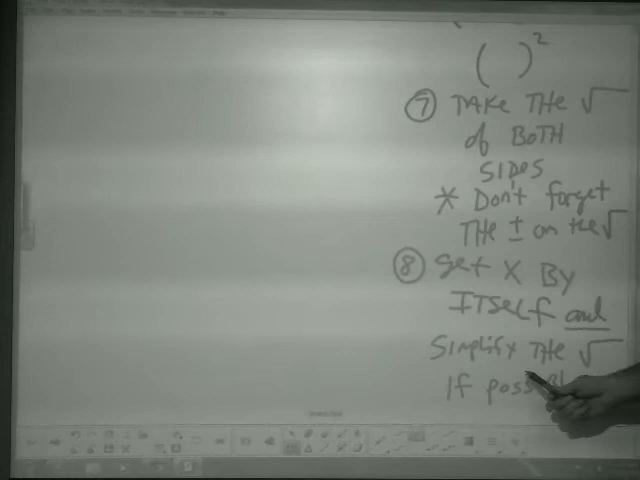 ( )²
⑦ TAKE THE √
of BOTH
SIDES
* Don't forget
THE ± on the √
⑧ Get X BY
ITSELF and
Simplify THE √
If